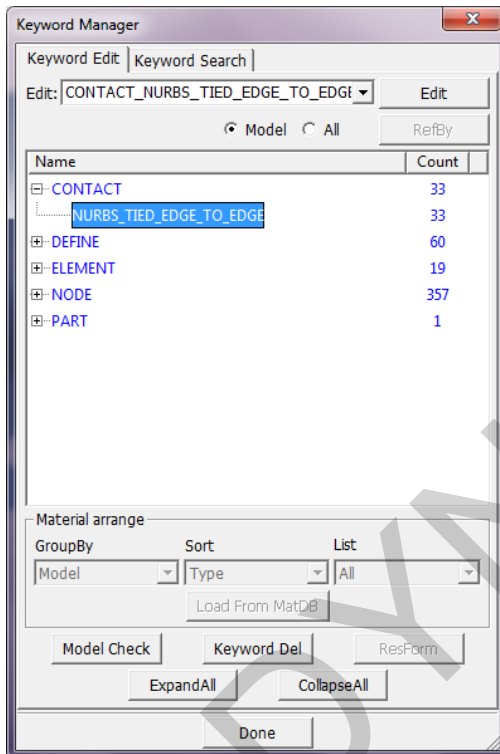 Keyword Manager
Keyword Edit Keyword Search
Edit: CONTACT_NURBS_TIED_EDGE_TO_EDGE Edit
Model All RefBy
Name Count
CONTACT 33
NURBS_TIED_EDGE_TO_EDGE 33
DEFINE 60
ELEMENT 19
NODE 357
PART 1
Material arrange
GroupBy Sort List
Model Type All
Load From MatDB
Model Check Keyword Del ResForm
ExpandAll CollapseAll
Done
DYN